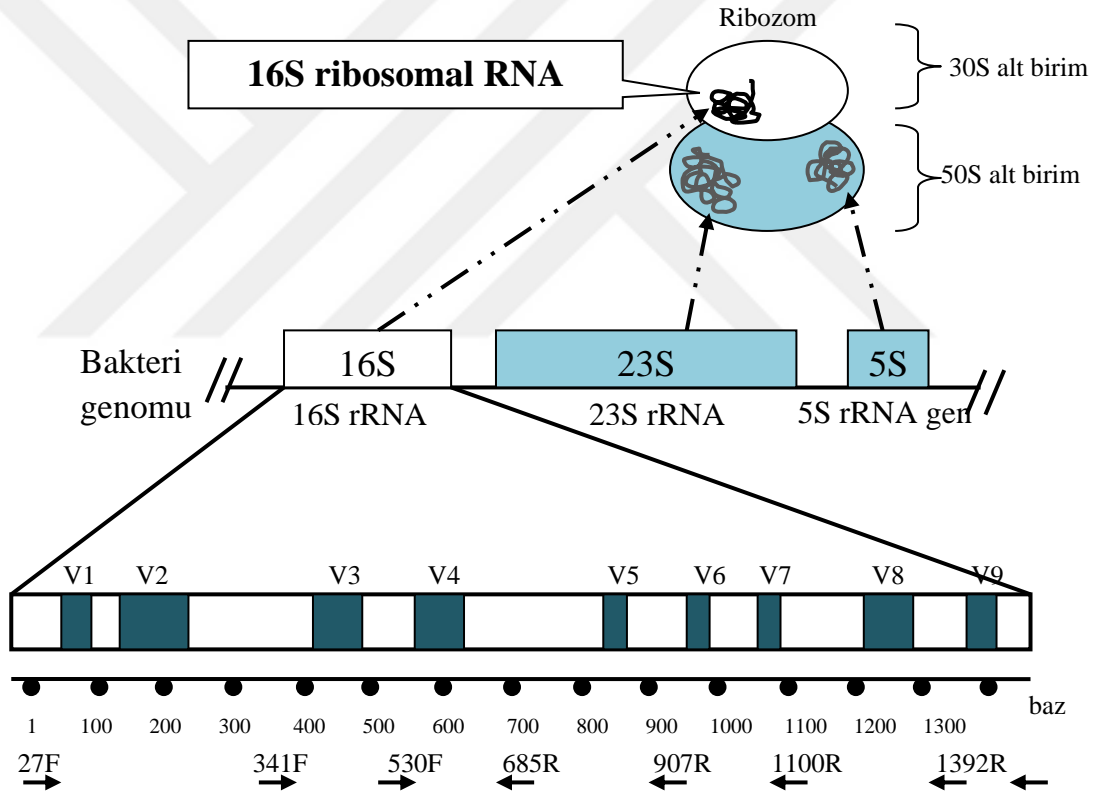 Ribozom
16S ribosomal RNA
30S alt birim
50S alt birim
Bakteri
genomu
16S
23S
5S
16S rRNA
23S rRNA
5S rRNA gen
V1 V2 V3 V4 V5 V6 V7 V8 V9
baz
1 100 200 300 400 500 600 700 800 900 1000 1100 1200 1300
27F 341F 530F 685R 907R 1100R 1392R